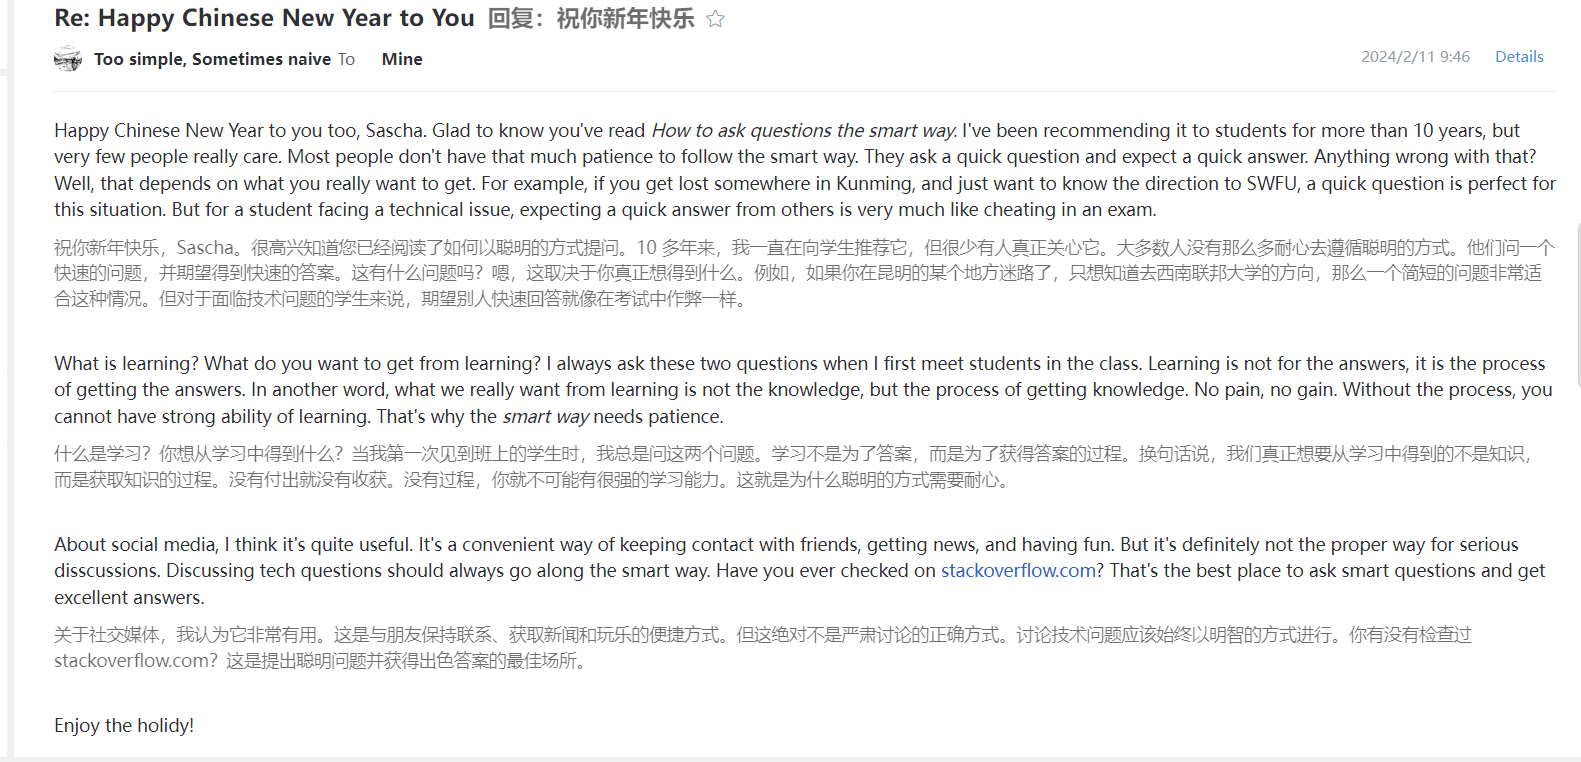 Re: Happy Chinese New Year to You 回复：祝你新年快乐
Too simple, Sometimes naive To Mine
2024/2/11 9:46 Details
Happy Chinese New Year to you too, Sascha. Glad to know you've read How to ask questions the smart way. I've been recommending it to students for more than 10 years, but
very few people really care. Most people don't have that much patience to follow the smart way. They ask a quick question and expect a quick answer. Anything wrong with that?
Well, that depends on what you really want to get. For example, if you get lost somewhere in Kunming, and just want to know the direction to SWFU, a quick question is perfect for
this situation. But for a student facing a technical issue, expecting a quick answer from others is very much like cheating in an exam.
祝你新年快乐，Sascha。很高兴知道您已经阅读了如何以聪明的方式提问。10 多年来，我一直在向学生推荐它，但很少有人真正关心它。大多数人没有那么多耐心去遵循聪明的方式。他们问一个
快速的问题，并期望得到快速的答案。这有什么问题吗？嗯，这取决于你真正想得到什么。例如，如果你在昆明的某个地方迷路了，只想知道去西南联邦大学的方向，那么一个简短的问题非常适
合这种情况。但对于面临技术问题的学生来说，期望别人快速回答就像在考试中作弊一样。
What is learning? What do you want to get from learning? I always ask these two questions when I first meet students in the class. Learning is not for the answers, it is the process
of getting the answers. In another word, what we really want from learning is not the knowledge, but the process of getting knowledge. No pain, no gain. Without the process, you
cannot have strong ability of learning. That's why the smart way needs patience.
什么是学习？你想从学习中得到什么？当我第一次见到班上的学生时，我总是问这两个问题。学习不是为了答案，而是为了获得答案的过程。换句话说，我们真正想要从学习中得到的不是知识，
而是获取知识的过程。没有付出就没有收获。没有过程，你就不可能有很强的学习能力。这就是为什么聪明的方式需要耐心。
About social media, I think it's quite useful. It's a convenient way of keeping contact with friends, getting news, and having fun. But it's definitely not the proper way for serious
disscussions. Discussing tech questions should always go along the smart way. Have you ever checked on stackoverflow.com? That's the best place to ask smart questions and get
excellent answers.
关于社交媒体，我认为它非常有用。这是与朋友保持联系、获取新闻和玩乐的便捷方式。但这绝对不是严肃讨论的正确方式。讨论技术问题应该始终以明智的方式进行。你有没有检查过
stackoverflow.com？这是提出聪明问题并获得出色答案的最佳场所。
Enjoy the holidy!